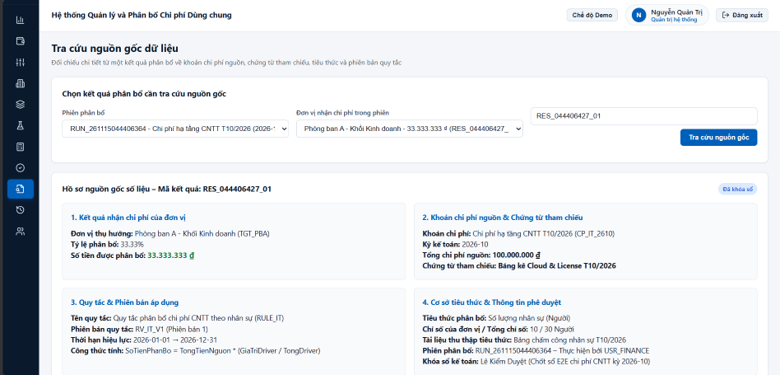 Hệ thống Quản lý và Phân bổ Chi phí Dùng chung
Chế độ Demo
N
Nguyễn Quản Trị
Quản trị hệ thống
Đăng xuất
Tra cứu nguồn gốc dữ liệu
Đối chiếu chi tiết từ một kết quả phân bổ về khoản chi phí nguồn, chứng từ tham chiếu, tiêu thức và phiên bản quy tắc
Chọn kết quả phân bổ cần tra cứu nguồn gốc
Phiên phân bổ
Đơn vị nhận chi phí trong phiên
RUN_261115044406364 - Chi phí hạ tầng CNTT T10/2026 (2026-1
Phòng ban A - Khối Kinh doanh - 33.333.333 ₫ (RES_044406427_
RES_044406427_01
Tra cứu nguồn gốc
Hồ sơ nguồn gốc số liệu – Mã kết quả: RES_044406427_01
Đã khóa sổ
1. Kết quả nhận chi phí của đơn vị
Đơn vị thụ hưởng: Phòng ban A - Khối Kinh doanh (TGT_PBA)
Tỷ lệ phân bổ: 33.33%
Số tiền được phân bổ: 33.333.333 ₫
2. Khoản chi phí nguồn & Chứng từ tham chiếu
Khoản chi phí: Chi phí hạ tầng CNTT T10/2026 (CP_IT_2610)
Kỳ kế toán: 2026-10
Tổng chi phí nguồn: 100.000.000 ₫
Chứng từ tham chiếu: Bảng kê Cloud & License T10/2026
3. Quy tắc & Phiên bản áp dụng
Tên quy tắc: Quy tắc phân bổ chi phí CNTT theo nhân sự (RULE_IT)
Phiên bản quy tắc: RV_IT_V1 (Phiên bản 1)
Thời hạn hiệu lực: 2026-01-01 → 2026-12-31
Công thức tính: SoTienPhanBo = TongTienNguon * (GiaTriDriver / TongDriver)
4. Cơ sở tiêu thức & Thông tin phê duyệt
Tiêu thức phân bổ: Số lượng nhân sự (Người)
Chỉ số của đơn vị / Tổng chỉ số: 10 / 30 Người
Tài liệu thu thập tiêu thức: Bảng chấm công nhân sự T10/2026
Phiên phân bổ: RUN_261115044406364 – Thực hiện bởi USR_FINANCE
Khóa sổ kế toán: Lê Kiểm Duyệt (Chốt sổ E2E chi phí CNTT kỳ 2026-10)